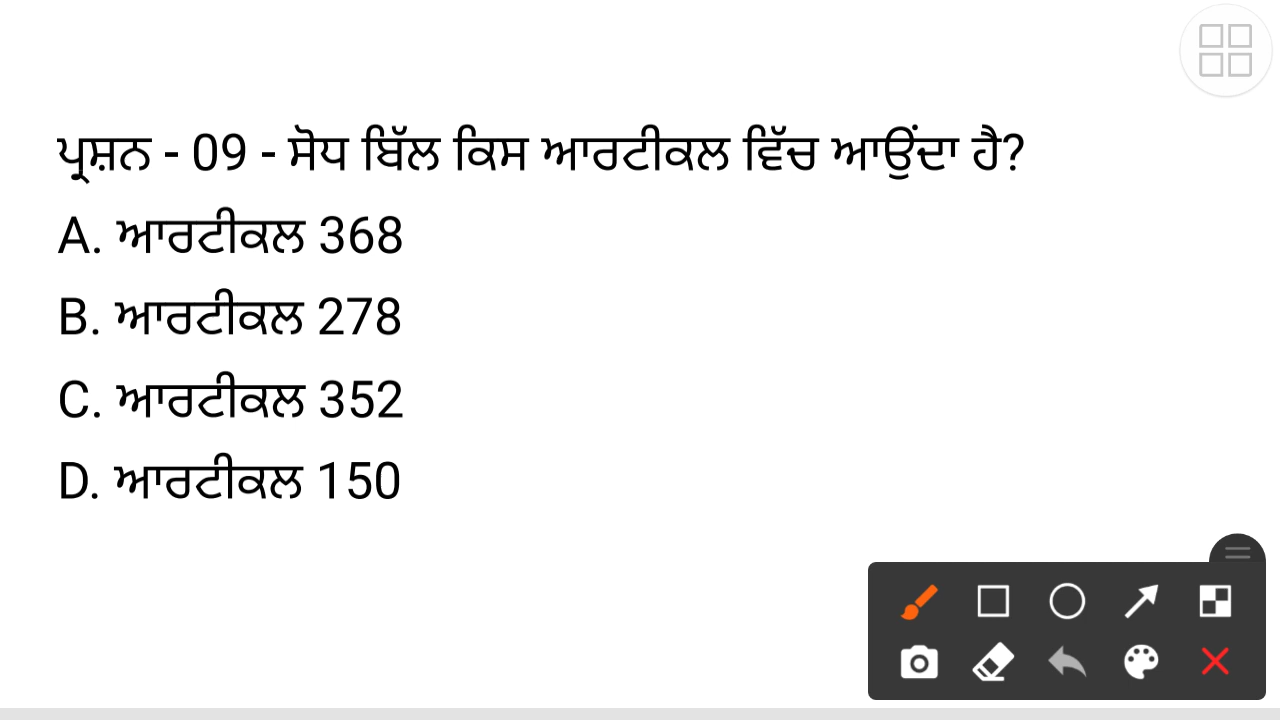 ਪ੍ਰਸ਼ਨ - 09 - ਸੋਧ ਬਿੱਲ ਕਿਸ ਆਰਟੀਕਲ ਵਿੱਚ ਆਉਂਦਾ ਹੈ?
A. ਆਰਟੀਕਲ 368
B. ਆਰਟੀਕਲ 278
C. ਆਰਟੀਕਲ 352
D. ਆਰਟੀਕਲ 150